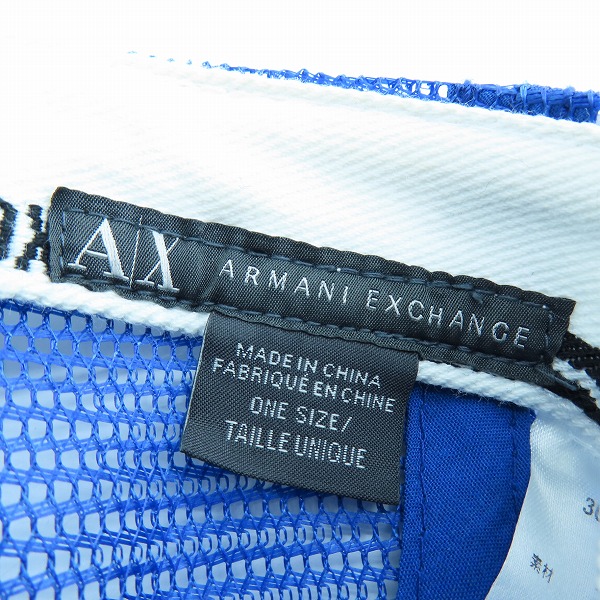 A|X ARMANI EXCHANGE
MADE IN CHINA
FABRIQUÉ EN CHINE
ONE SIZE/
TAILLE UNIQUE
素材